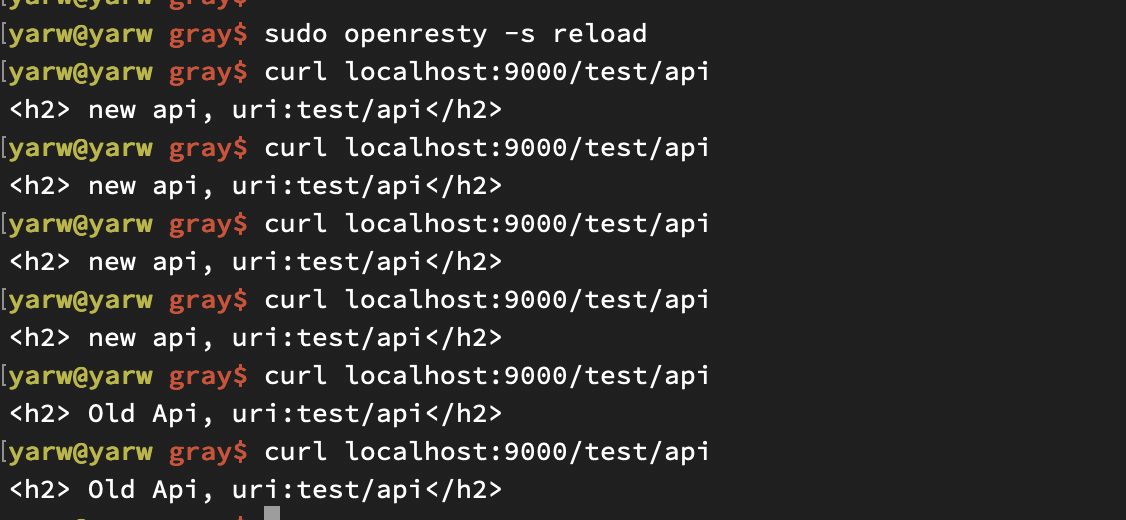 [yarw@yarw gray$ sudo openresty -s reload
[yarw@yarw gray$ curl localhost:9000/test/api
<h2> new api, uri:test/api</h2>
[yarw@yarw gray$ curl localhost:9000/test/api
<h2> new api, uri:test/api</h2>
[yarw@yarw gray$ curl localhost:9000/test/api
<h2> new api, uri:test/api</h2>
[yarw@yarw gray$ curl localhost:9000/test/api
<h2> new api, uri:test/api</h2>
[yarw@yarw gray$ curl localhost:9000/test/api
<h2> Old Api, uri:test/api</h2>
[yarw@yarw gray$ curl localhost:9000/test/api
<h2> Old Api, uri:test/api</h2>